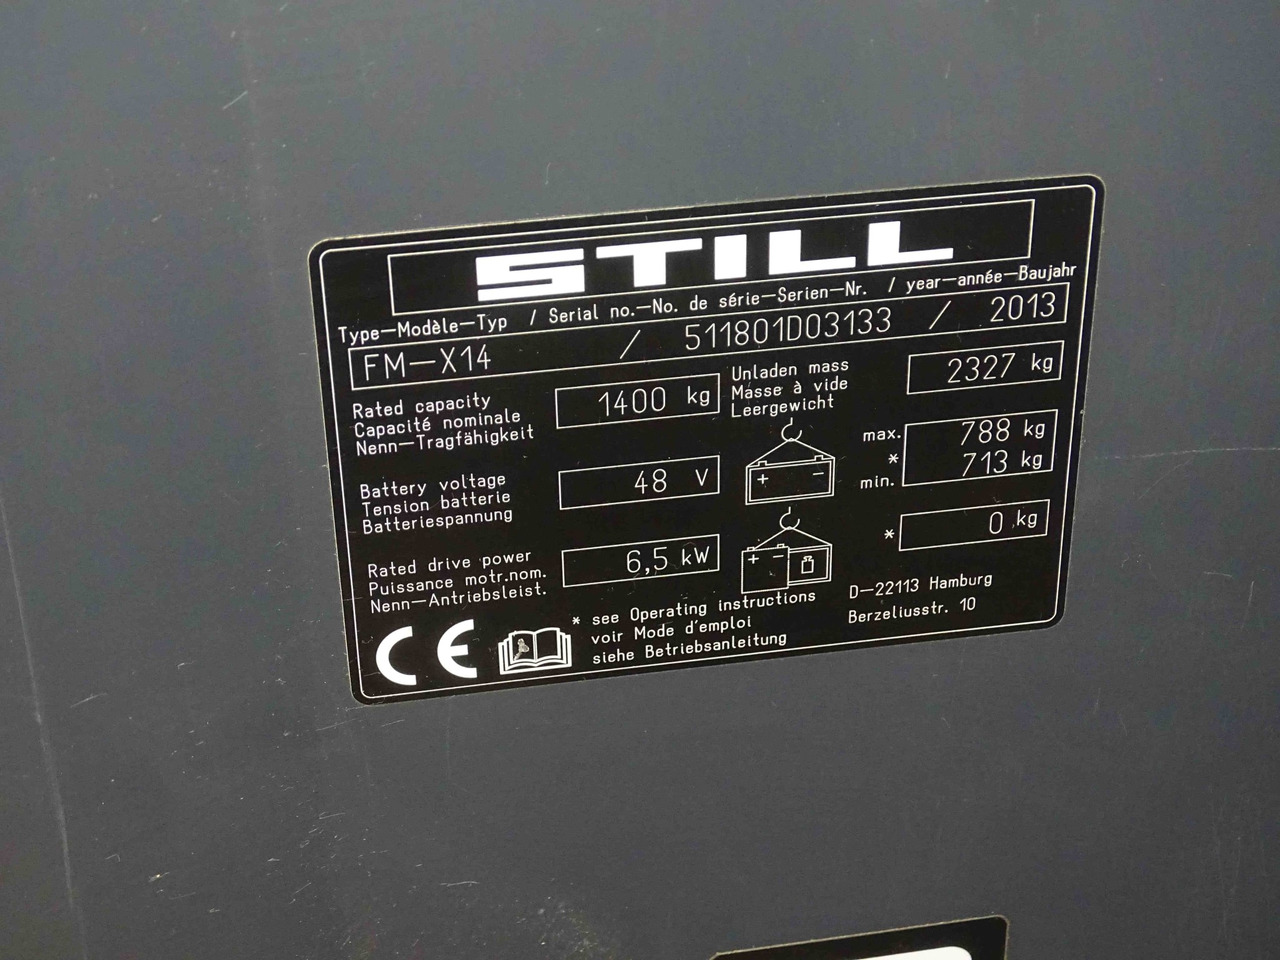 STILL
Type–Modèle–Typ / Serial no.–No. de série–Serien–Nr. / year–année–Baujahr
FM–X14 / 511801D03133 / 2013
Rated capacity
Capacité nominale
Nenn–Tragfähigkeit
1400 kg
Unladen mass
Masse à vide
Leergewicht
2327 kg
Battery voltage
Tension batterie
Batteriespannung
48 V
+ –
max.
*
min.
788 kg
713 kg
Rated drive power
Puissance motr.nom.
Nenn–Antriebsleist.
6,5 kW
+ –
* 0 kg
CE
* see Operating instructions
voir Mode d'emploi
siehe Betriebsanleitung
D–22113 Hamburg
Berzeliusstr. 10